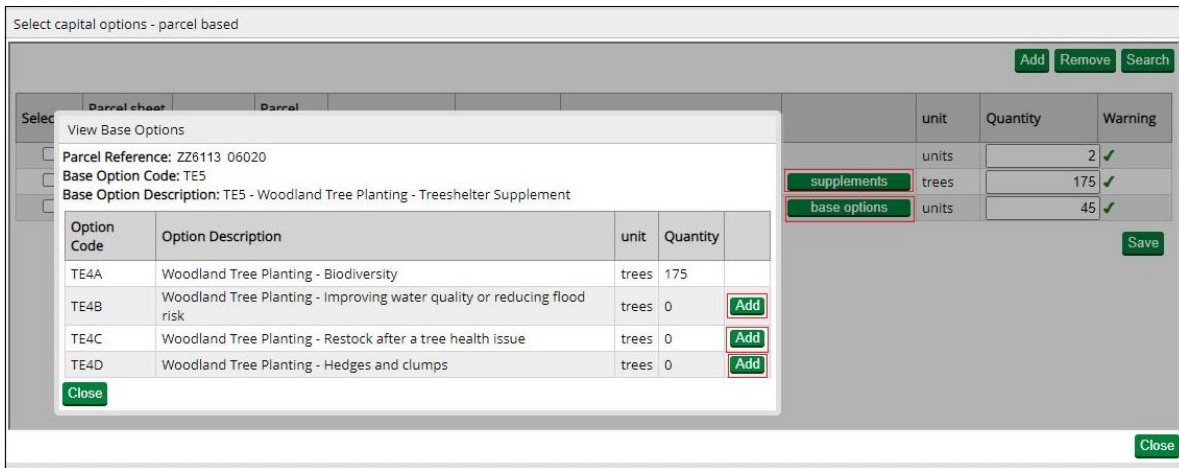 Select capital options - parcel based
Add Remove Search
Parcel sheet Parcel
unit Quantity Warning
View Base Options
Parcel Reference: ZZ6113 06020
Base Option Code: TE5
Base Option Description: TE5 - Woodland Tree Planting - Treeshelter Supplement
units 2
supplements trees 175
base options units 45
Save
Option Code Option Description unit Quantity
TE4A Woodland Tree Planting - Biodiversity trees 175
TE4B Woodland Tree Planting - Improving water quality or reducing flood
risk trees 0 Add
TE4C Woodland Tree Planting - Restock after a tree health issue trees 0 Add
TE4D Woodland Tree Planting - Hedges and clumps trees 0 Add
Close
Close